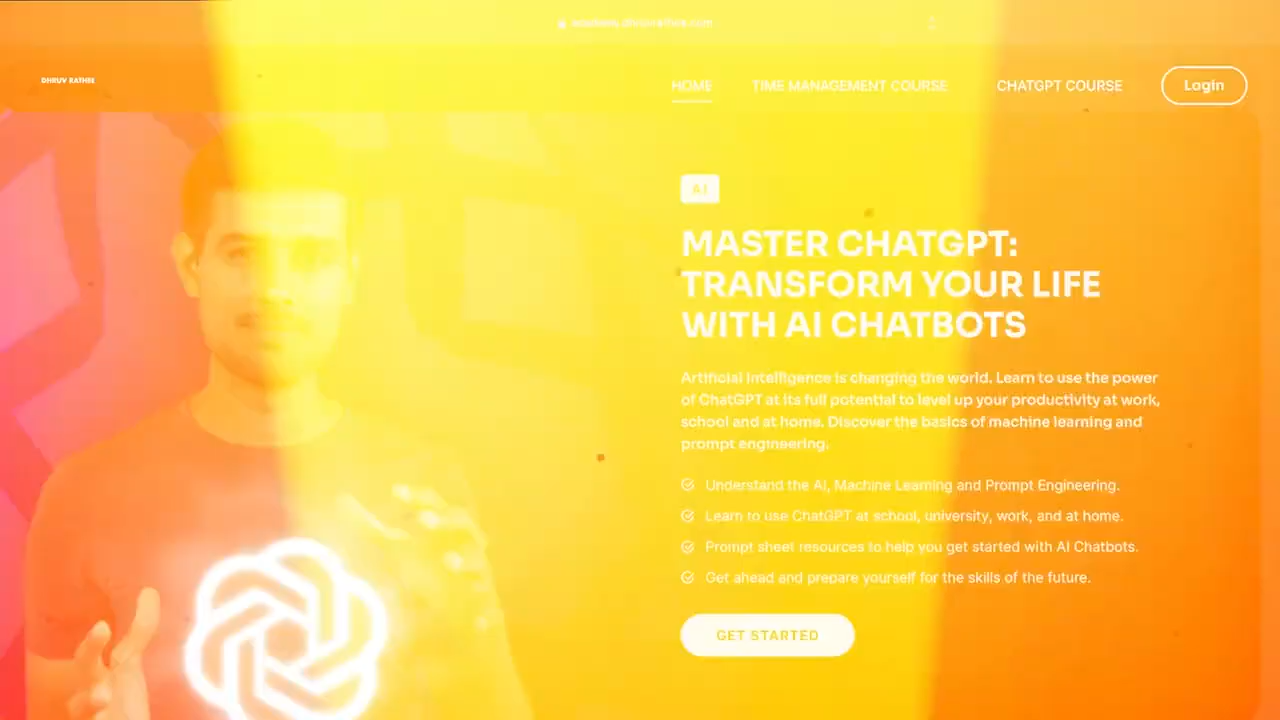 academy.dhruvrathee.com
DHRUV RATHEE
HOME
TIME MANAGEMENT COURSE
CHATGPT COURSE
Login
AI
MASTER CHATGPT:
TRANSFORM YOUR LIFE
WITH AI CHATBOTS
Artificial Intelligence is changing the world. Learn to use the power
of ChatGPT at its full potential to level up your productivity at work,
school and at home. Discover the basics of machine learning and
prompt engineering.
Understand the AI, Machine Learning and Prompt Engineering.
Learn to use ChatGPT at school, university, work, and at home.
Prompt sheet resources to help you get started with AI Chatbots.
Get ahead and prepare yourself for the skills of the future.
GET STARTED